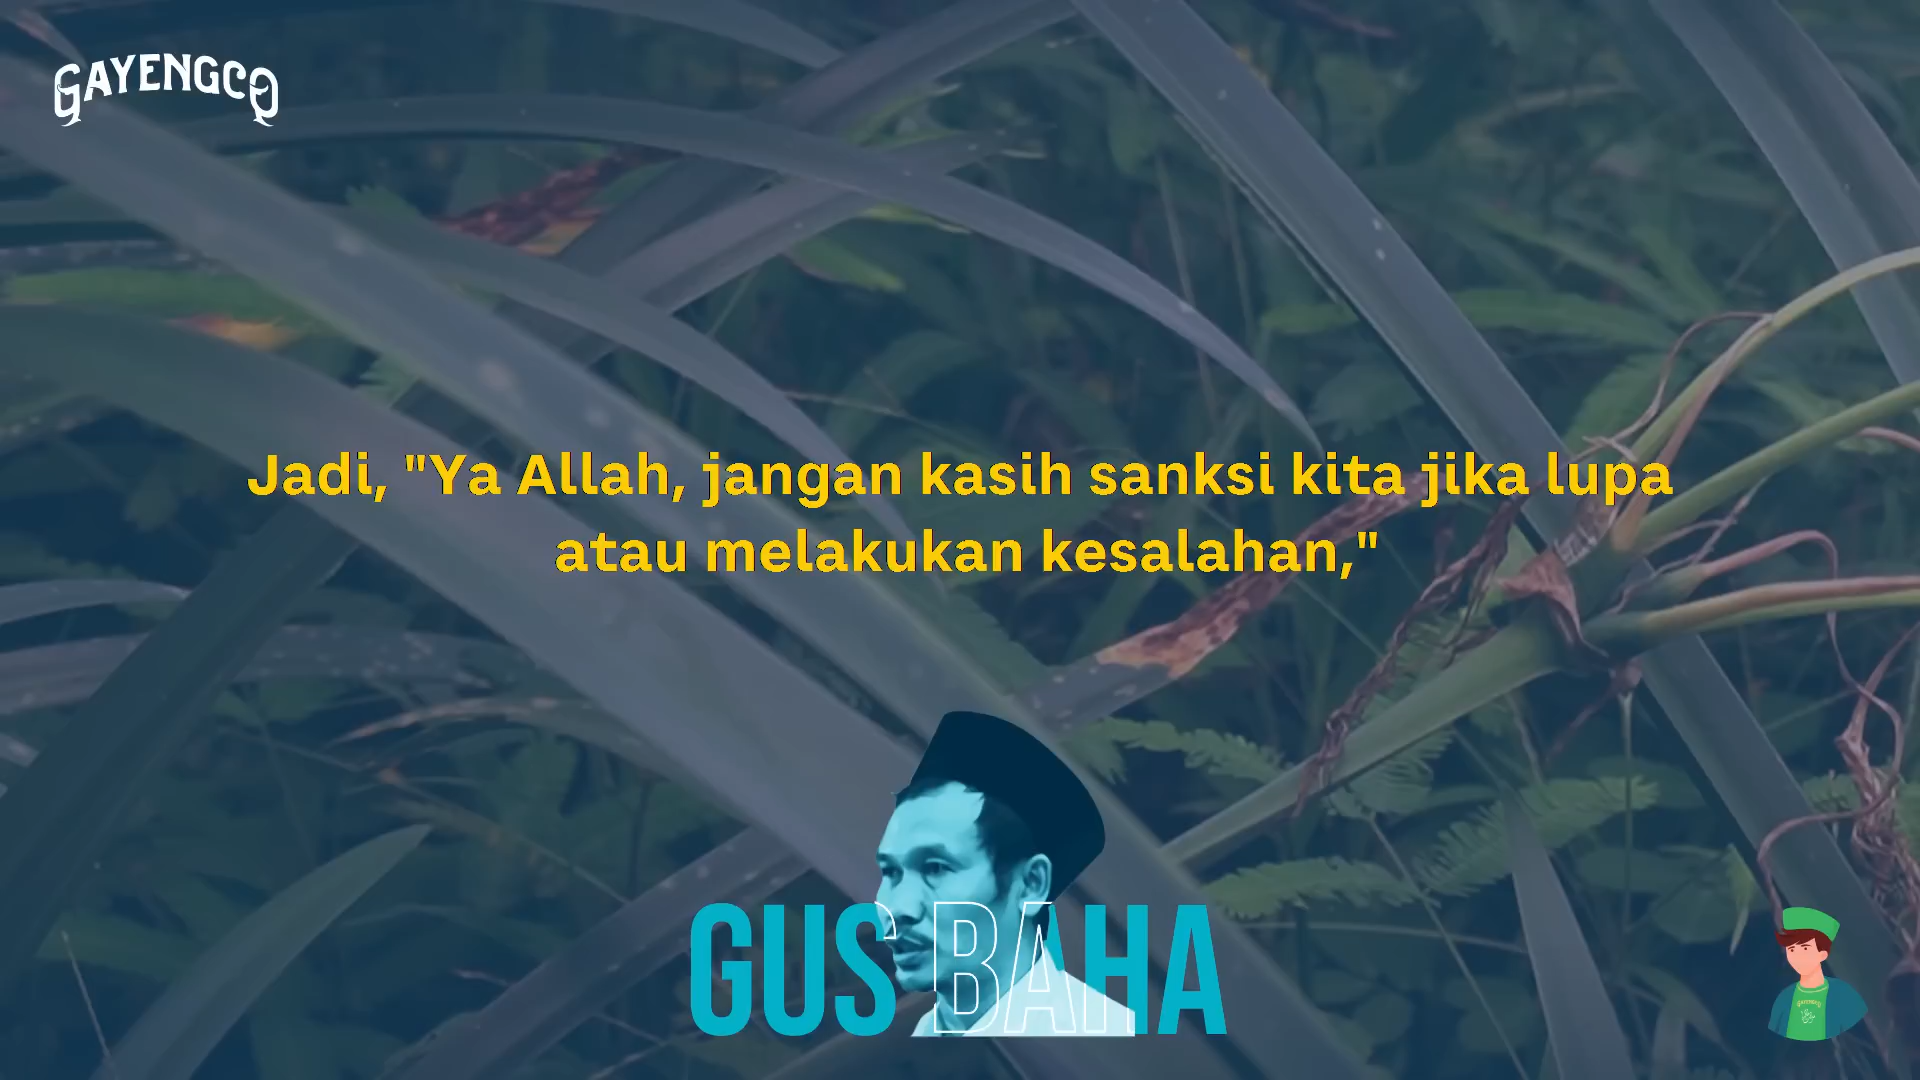 GAYENGCO
Jadi, "Ya Allah, jangan kasih sanksi kita jika lupa
atau melakukan kesalahan,"
GUS BAHA